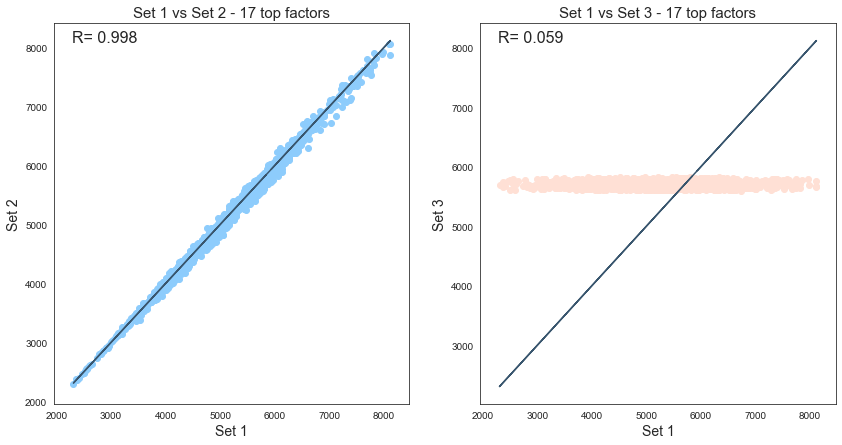 Set 1 vs Set 2 - 17 top factors
R= 0.998
8000
7000
6000
5000
4000
3000
2000
Set 2
2000 3000 4000 5000 6000 7000 8000
Set 1
Set 1 vs Set 3 - 17 top factors
R= 0.059
8000
7000
6000
5000
4000
3000
Set 3
2000 3000 4000 5000 6000 7000 8000
Set 1